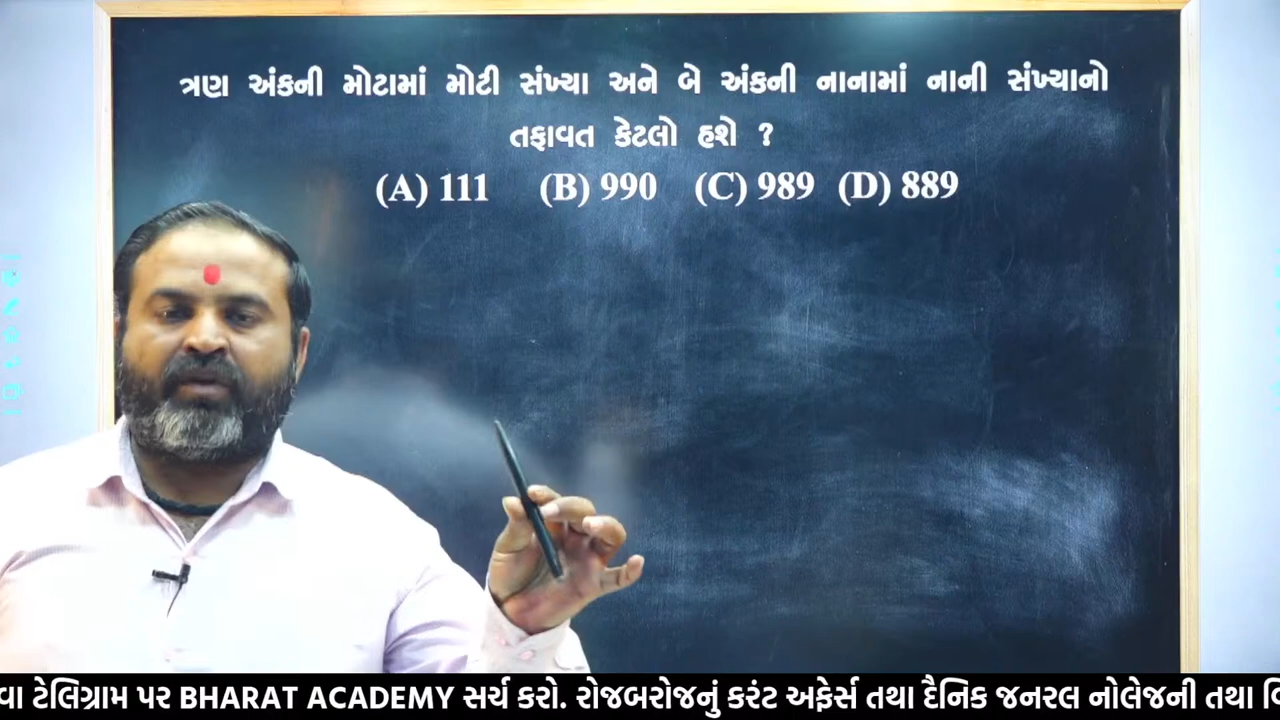 ત્રણ અંકની મોટામાં મોટી સંખ્યા અને બે અંકની નાનામાં નાની સંખ્યાનો
તફાવત કેટલો હશે ?
(A) 111 (B) 990 (C) 989 (D) 889
ટેલિગ્રામ પર BHARAT ACADEMY સર્ચ કરો. રોજબરોજનું કરંટ અફેર્સ તથા દૈનિક જનરલ નોલેજની તથા